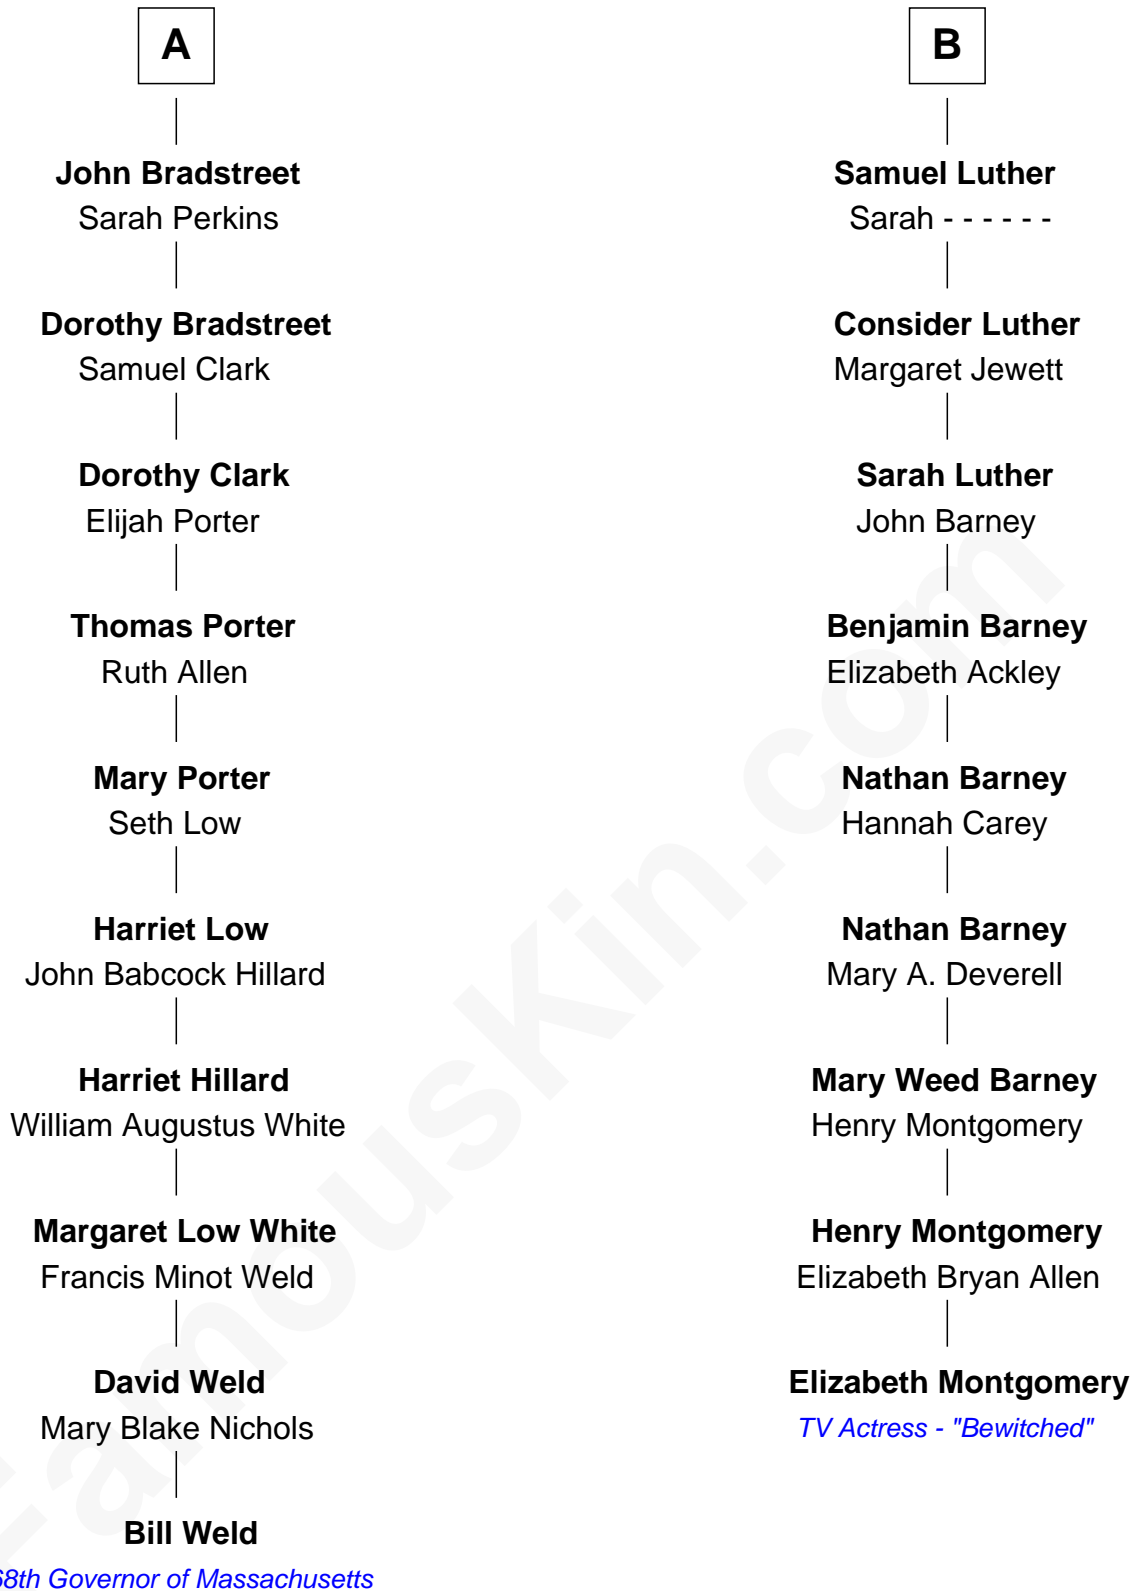 A
John Bradstreet
Sarah Perkins
Dorothy Bradstreet
Samuel Clark
Dorothy Clark
Elijah Porter
Thomas Porter
Ruth Allen
Mary Porter
Seth Low
Harriet Low
John Babcock Hillard
Harriet Hillard
William Augustus White
Margaret Low White
Francis Minot Weld
David Weld
Mary Blake Nichols
Bill Weld
68th Governor of Massachusetts
B
Samuel Luther
Sarah - - - - - -
Consider Luther
Margaret Jewett
Sarah Luther
John Barney
Benjamin Barney
Elizabeth Ackley
Nathan Barney
Hannah Carey
Nathan Barney
Mary A. Deverell
Mary Weed Barney
Henry Montgomery
Henry Montgomery
Elizabeth Bryan Allen
Elizabeth Montgomery
TV Actress - "Bewitched"
FamousKin.com